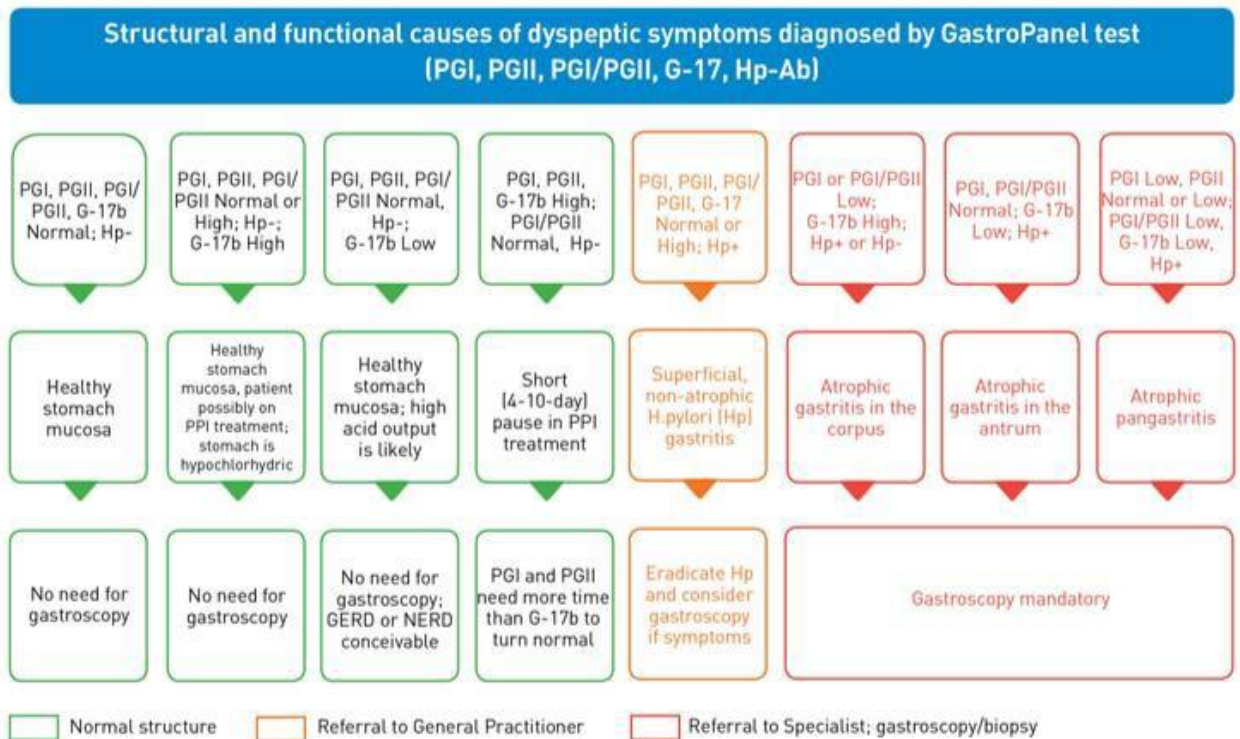 Structural and functional causes of dyspeptic symptoms diagnosed by GastroPanel test
(PGI, PGII, PGI/PGII, G-17, Hp-Ab)
PGI, PGII, PGI/
PGII, G-17b
Normal; Hp-
PGI, PGII, PGI/
PGII Normal or
High; Hp-;
G-17b High
PGI, PGII, PGI/
PGII Normal,
Hp-;
G-17b Low
PGI, PGII,
G-17b High;
PGI/PGII
Normal, Hp-
PGI, PGII, PGI/
PGII, G-17
Normal or
High; Hp+
PGI or PGI/PGII
Low;
G-17b High;
Hp+ or Hp-
PGI, PGI/PGII
Normal; G-17b
Low; Hp+
PGI Low, PGII
Normal or Low;
PGI/PGII Low,
G-17b Low,
Hp+
Healthy
stomach
mucosa
Healthy
stomach
mucosa, patient
possibly on
PPI treatment;
stomach is
hypochlorhydric
Healthy
stomach
mucosa; high
acid output
is likely
Short
(4-10-day)
pause in PPI
treatment
Superficial,
non-atrophic
H.pylori (Hp)
gastritis
Atrophic
gastritis in the
corpus
Atrophic
gastritis in the
antrum
Atrophic
pangastritis
No need for
gastroscopy
No need for
gastroscopy
No need for
gastroscopy;
GERD or NERD
conceivable
PGI and PGII
need more time
than G-17b to
turn normal
Eradicate Hp
and consider
gastroscopy
if symptoms
Gastroscopy mandatory
Normal structure
Referral to General Practitioner
Referral to Specialist; gastroscopy/biopsy